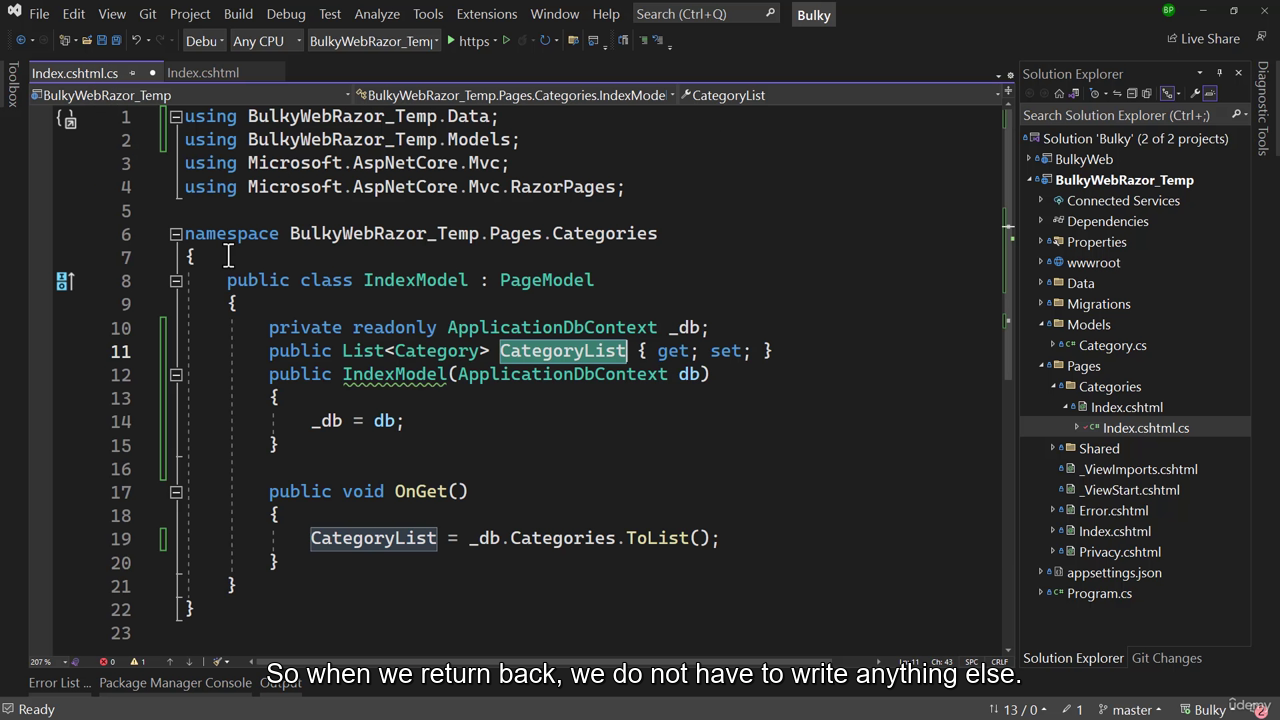 File Edit View Git Project Build Debug Test Analyze Tools Extensions Window Help Search (Ctrl+Q) Bulky BP
Debu Any CPU BulkyWebRazor_Temp https Live Share
Toolbox
Index.cshtml.cs Index.cshtml
BulkyWebRazor_Temp BulkyWebRazor_Temp.Pages.Categories.IndexMode CategoryList
1 using BulkyWebRazor_Temp.Data;
2 using BulkyWebRazor_Temp.Models;
3 using Microsoft.AspNetCore.Mvc;
4 using Microsoft.AspNetCore.Mvc.RazorPages;
5
6 namespace BulkyWebRazor_Temp.Pages.Categories
7 {
8 public class IndexModel : PageModel
9 {
10 private readonly ApplicationDbContext _db;
11 public List<Category> CategoryList { get; set; }
12 public IndexModel(ApplicationDbContext db)
13 {
14 _db = db;
15 }
16
17 public void OnGet()
18 {
19 CategoryList = _db.Categories.ToList();
20 }
21 }
22 }
23
207 % 0 1 Ln: 11 Ch: 43 SPC CRLF
Error List ... Package Manager Console Output
Solution Explorer
Search Solution Explorer (Ctrl+;)
Solution 'Bulky' (2 of 2 projects)
BulkyWeb
BulkyWebRazor_Temp
Connected Services
Dependencies
Properties
wwwroot
Data
Migrations
Models
Category.cs
Pages
Categories
Index.cshtml
Index.cshtml.cs
Shared
_ViewImports.cshtml
_ViewStart.cshtml
Error.cshtml
Index.cshtml
Privacy.cshtml
appsettings.json
Program.cs
Solution Explorer Git Changes
Diagnostic Tools
So when we return back, we do not have to write anything else.
Ready 13 / 0 1 master Bulky 2
Udemy